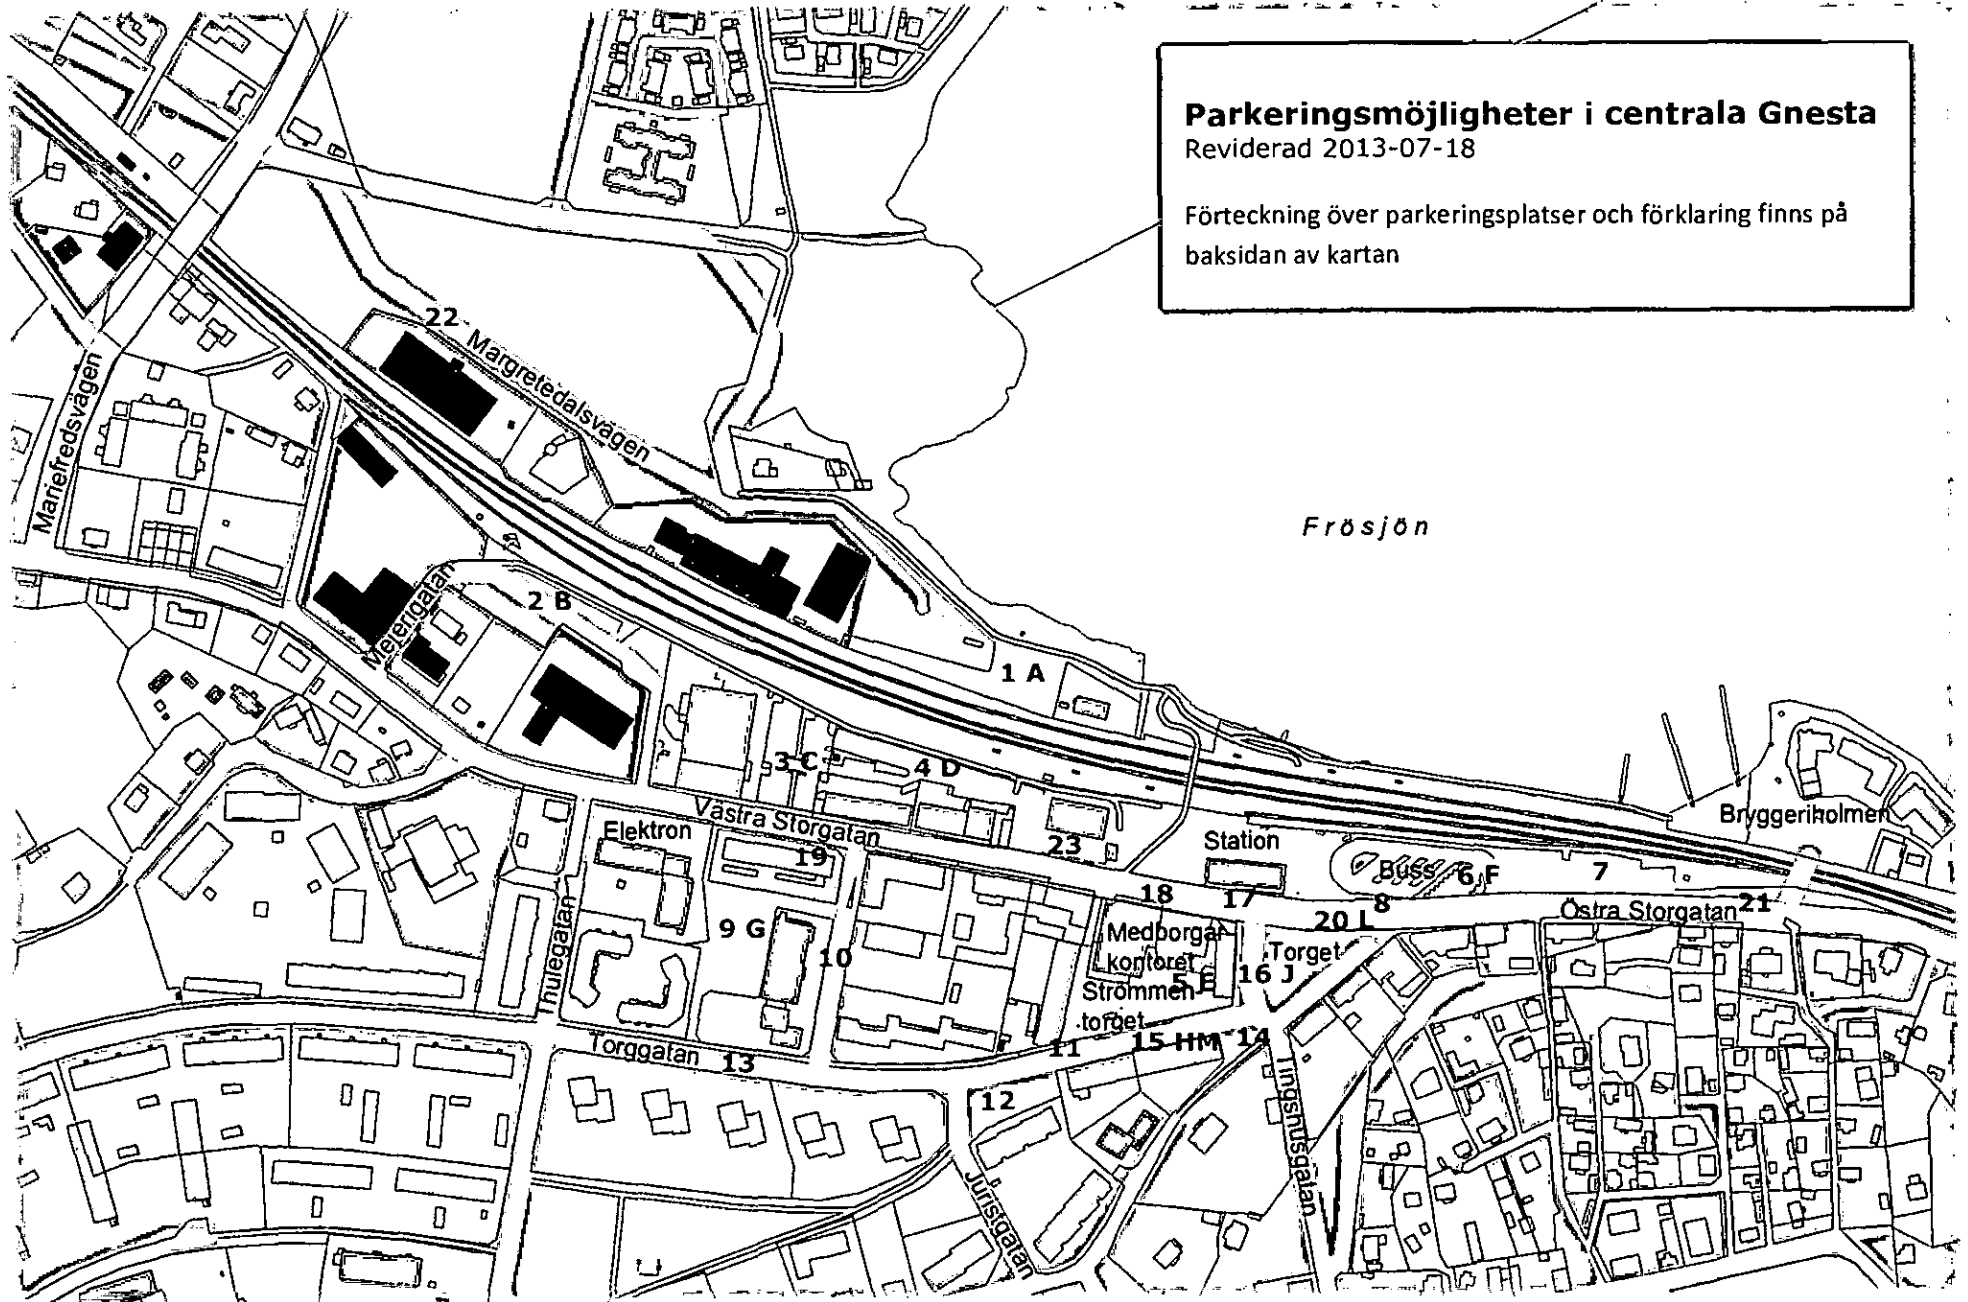 Parkeringsmöjligheter i centrala Gnesta
Reviderad 2013-07-18
Förteckning över parkeringsplatser och förklaring finns på
baksidan av kartan
22
Margretedalsvägen
Mariefredsvägen
Frösjön
2 B
Mejerigatan
1 A
3 C
4 D
Västra Storgatan
Elektron
19
23
Station
Bryggeriholmen
Buss
6 F
7
18
17
8
20 L
Östra Storgatan
21
9 G
10
Medborgar-
kontoret
5 E
Strömmen-
torget
Torget
16 J
hulegatan
Torggatan
13
11
15 HM
14
12
Tingshusgatan
Juristgatan